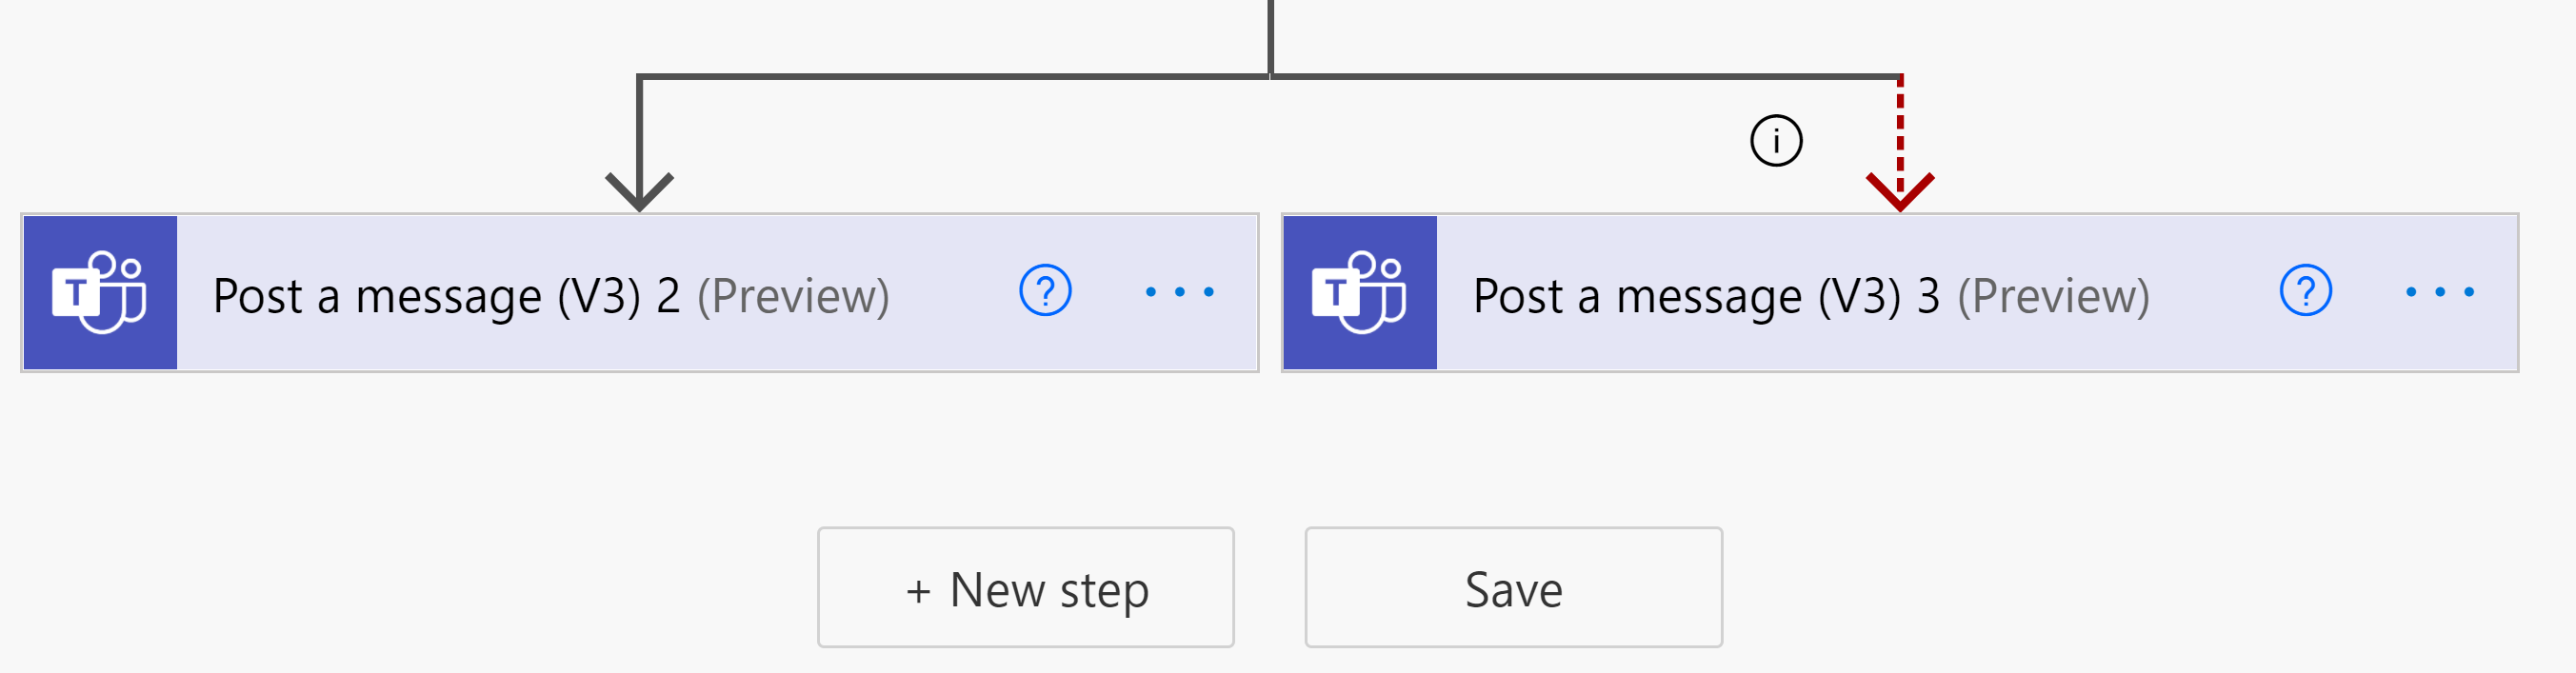 i
T Post a message (V3) 2 (Preview) ? ...
T Post a message (V3) 3 (Preview) ? ...
+ New step
Save